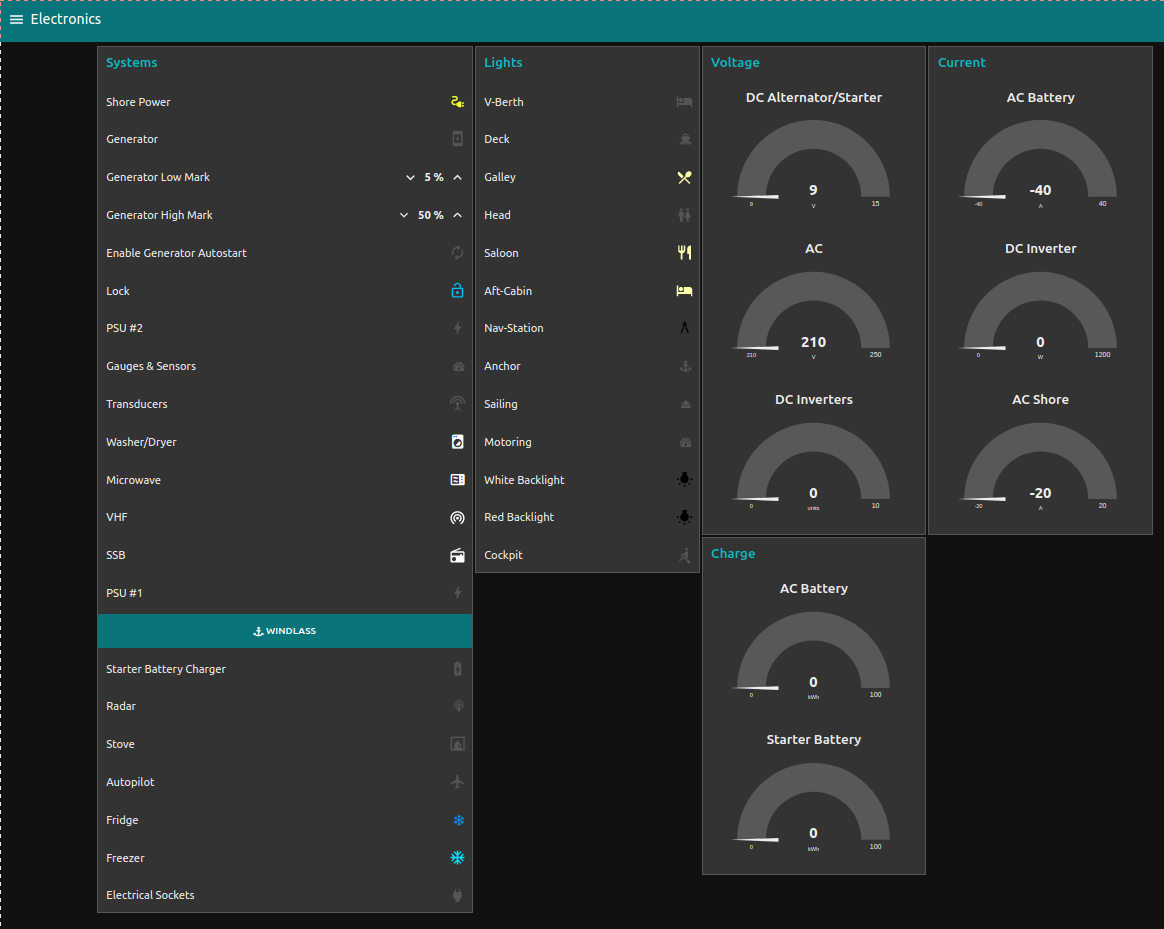 Electronics
Systems
Shore Power
Generator
Generator Low Mark 5 %
Generator High Mark 50 %
Enable Generator Autostart
Lock
PSU #2
Gauges & Sensors
Transducers
Washer/Dryer
Microwave
VHF
SSB
PSU #1
WINDLASS
Starter Battery Charger
Radar
Stove
Autopilot
Fridge
Freezer
Electrical Sockets
Lights
V-Berth
Deck
Galley
Head
Saloon
Aft-Cabin
Nav-Station
Anchor
Sailing
Motoring
White Backlight
Red Backlight
Cockpit
Voltage
DC Alternator/Starter
9
9 V 15
AC
210
210 V 250
DC Inverters
0
0 units 10
Charge
AC Battery
0
0 kWh 100
Starter Battery
0
0 kWh 100
Current
AC Battery
-40
-40 A 40
DC Inverter
0
0 W 1200
AC Shore
-20
-20 A 20